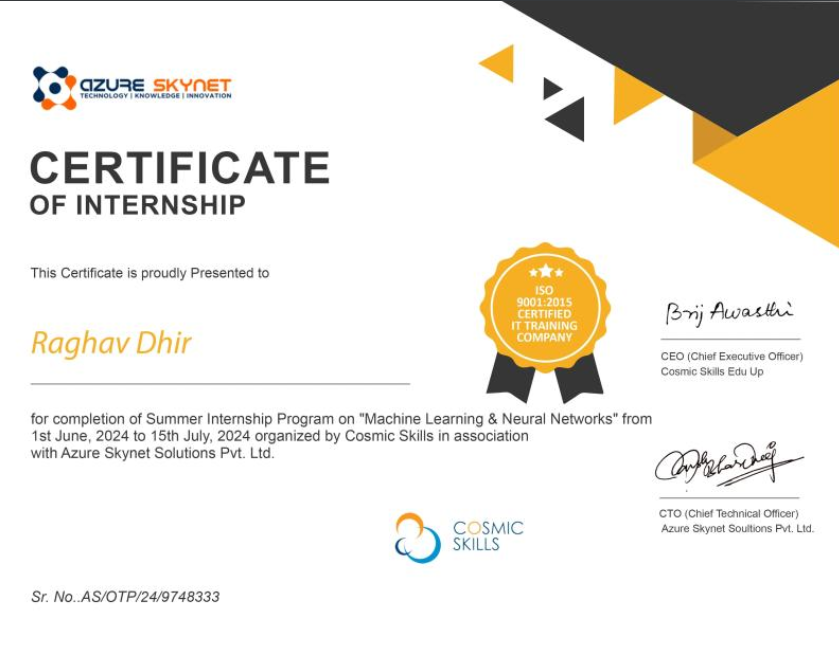 AZURE SKYNET
TECHNOLOGY | KNOWLEDGE | INNOVATION
CERTIFICATE
OF INTERNSHIP
This Certificate is proudly Presented to
Raghav Dhir
ISO
9001:2015
CERTIFIED
IT TRAINING
COMPANY
Brij Awasthi
CEO (Chief Executive Officer)
Cosmic Skills Edu Up
for completion of Summer Internship Program on "Machine Learning & Neural Networks" from
1st June, 2024 to 15th July, 2024 organized by Cosmic Skills in association
with Azure Skynet Solutions Pvt. Ltd.
CTO (Chief Technical Officer)
Azure Skynet Soultions Pvt. Ltd.
COSMIC
SKILLS
Sr. No..AS/OTP/24/9748333